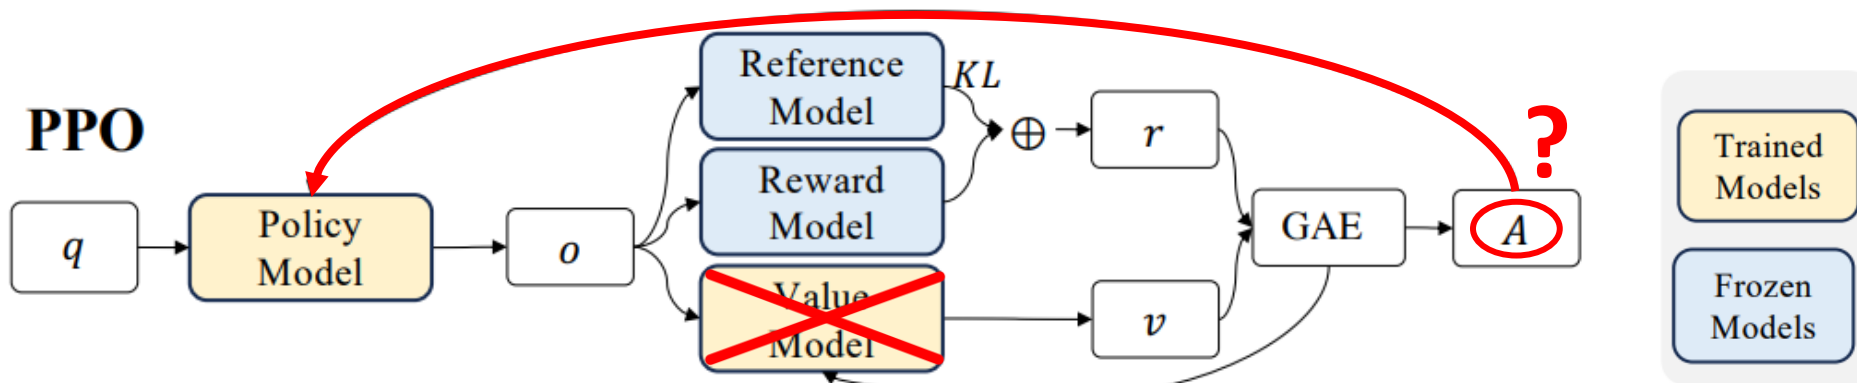 PPO
q
Policy
Model
o
Reference
Model
Reward
Model
Value
Model
KL
⊕
r
v
GAE
A
?
Trained
Models
Frozen
Models